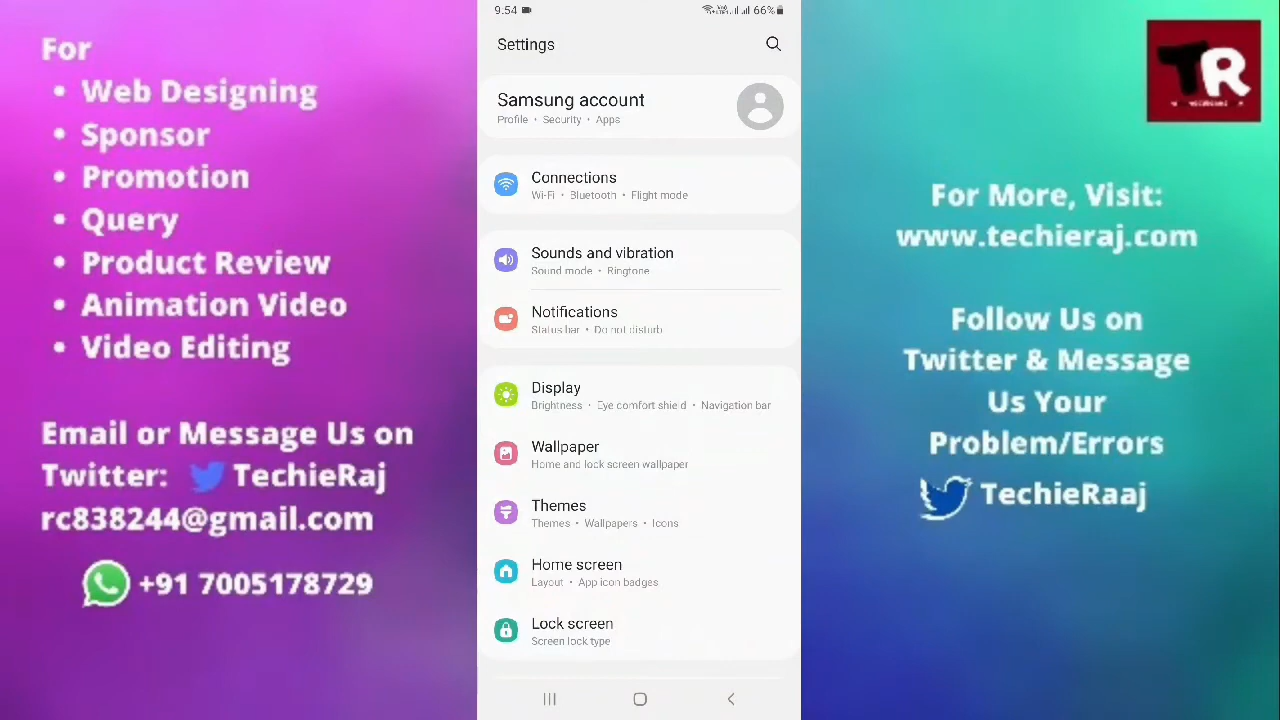 For
• Web Designing
• Sponsor
• Promotion
• Query
• Product Review
• Animation Video
• Video Editing
Email or Message Us on
Twitter: TechieRaj
rc838244@gmail.com
+91 7005178729
9:54
66%
Settings
Samsung account
Profile • Security • Apps
Connections
Wi-Fi • Bluetooth • Flight mode
Sounds and vibration
Sound mode • Ringtone
Notifications
Status bar • Do not disturb
Display
Brightness • Eye comfort shield • Navigation bar
Wallpaper
Home and lock screen wallpaper
Themes
Themes • Wallpapers • Icons
Home screen
Layout • App icon badges
Lock screen
Screen lock type
TR
For More, Visit:
www.techieraj.com
Follow Us on
Twitter & Message
Us Your
Problem/Errors
TechieRaaj